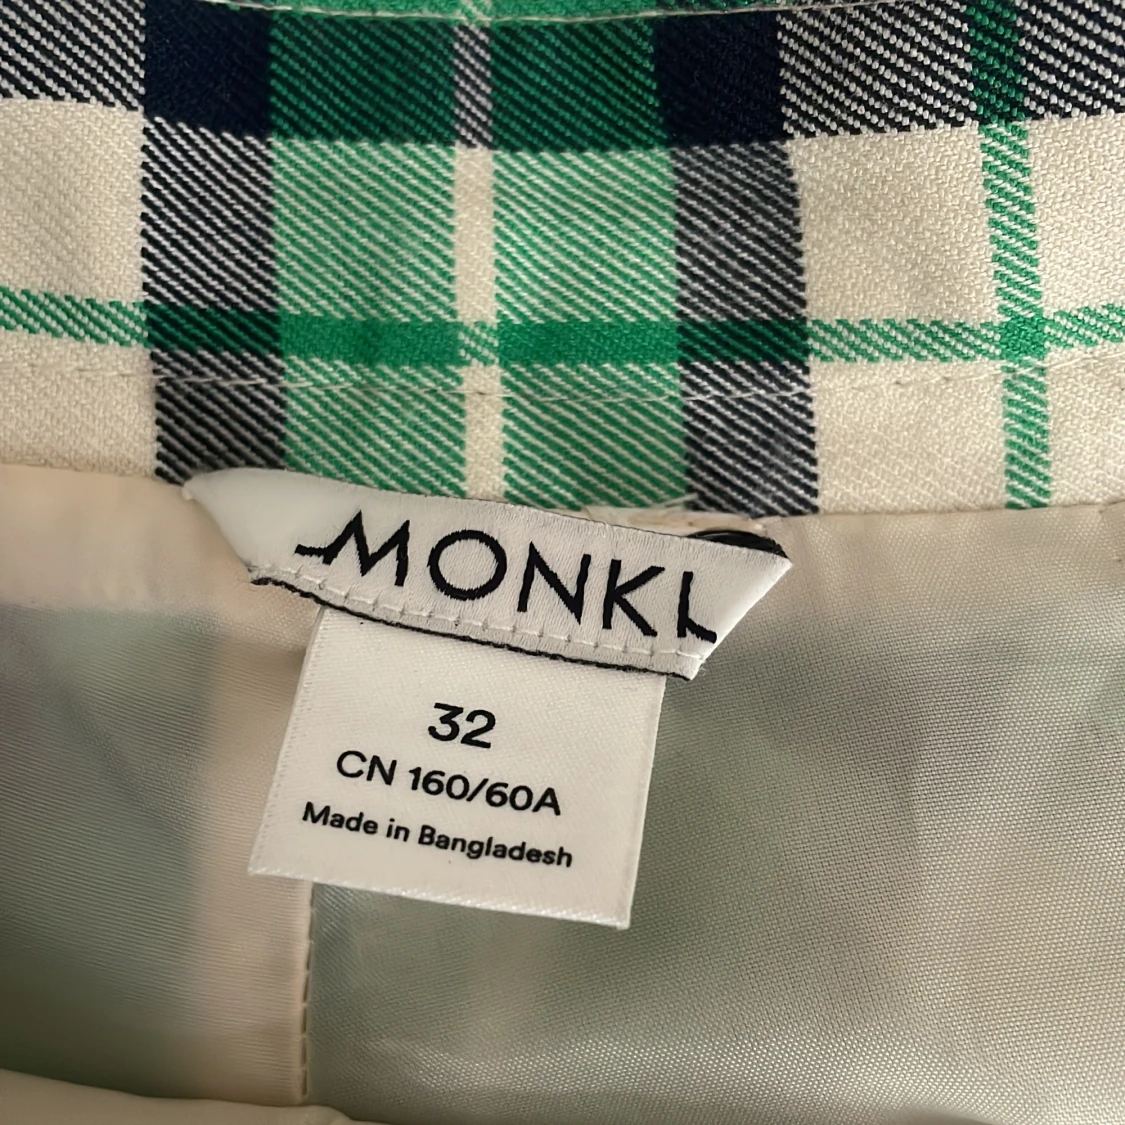 MONKI
32
CN 160/60A
Made in Bangladesh